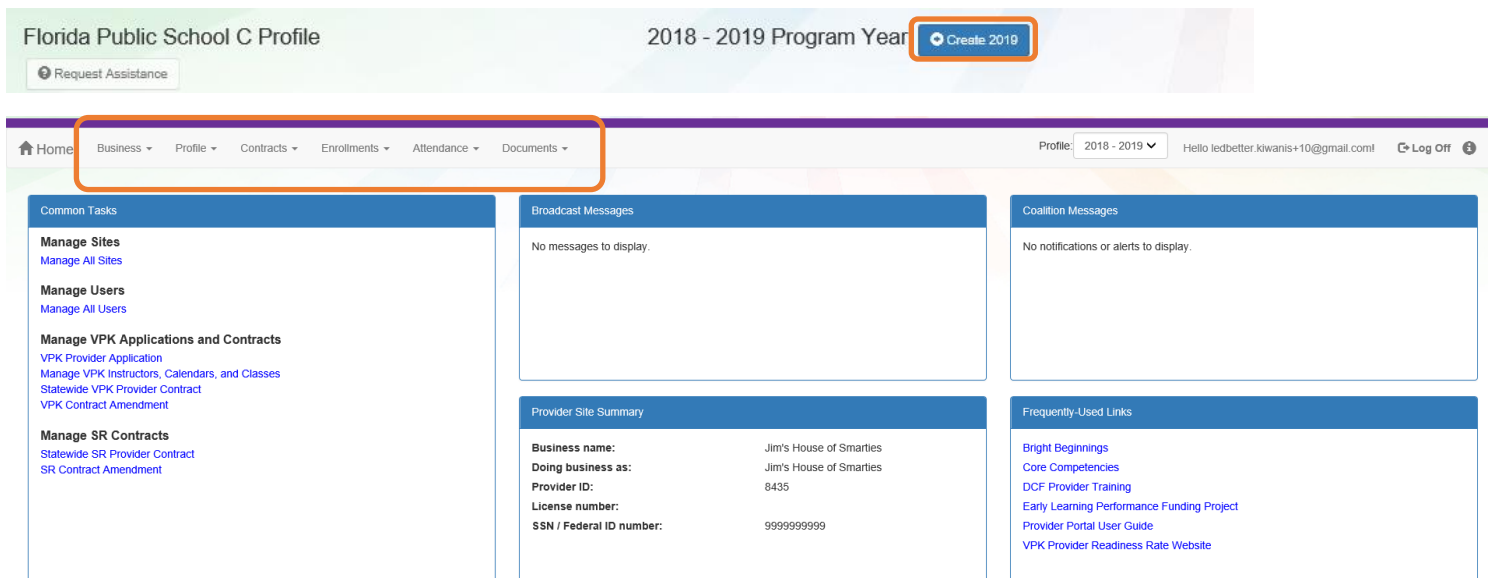 Florida Public School C Profile
2018 - 2019 Program Year
Create 2019
Request Assistance
Home
Business
Profile
Contracts
Enrollments
Attendance
Documents
Profile:
2018 - 2019
Hello ledbetter.kiwanis+10@gmail.com!
Log Off
Common Tasks
Manage Sites
Manage All Sites
Manage Users
Manage All Users
Manage VPK Applications and Contracts
VPK Provider Application
Manage VPK Instructors, Calendars, and Classes
Statewide VPK Provider Contract
VPK Contract Amendment
Manage SR Contracts
Statewide SR Provider Contract
SR Contract Amendment
Broadcast Messages
No messages to display.
Coalition Messages
No notifications or alerts to display.
Provider Site Summary
Business name: Jim's House of Smarties
Doing business as: Jim's House of Smarties
Provider ID: 8435
License number:
SSN / Federal ID number: 9999999999
Frequently-Used Links
Bright Beginnings
Core Competencies
DCF Provider Training
Early Learning Performance Funding Project
Provider Portal User Guide
VPK Provider Readiness Rate Website